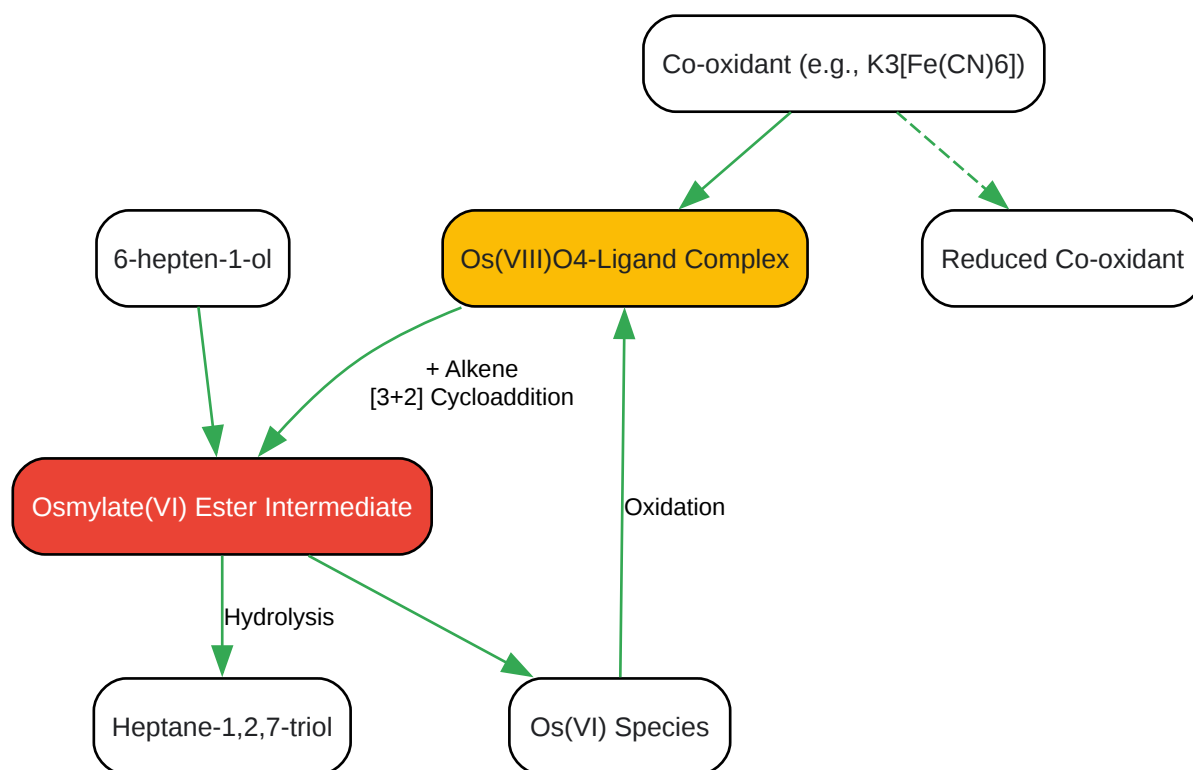 Co-oxidant (e.g., K3[Fe(CN)6])
6-hepten-1-ol
Os(VIII)O4-Ligand Complex
Reduced Co-oxidant
+ Alkene
[3+2] Cycloaddition
Osmylate(VI) Ester Intermediate
Oxidation
Hydrolysis
Heptane-1,2,7-triol
Os(VI) Species